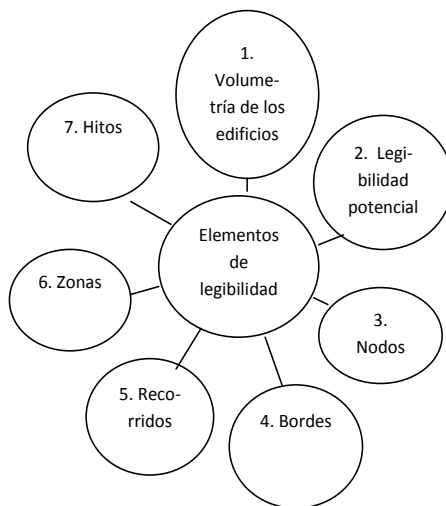 1.
Volume-
tría de los
edificios
2. Legi-
bilidad
potencial
3.
Nodos
4. Bordes
5. Reco-
rridos
6. Zonas
7. Hitos
Elementos
de
legibilidad